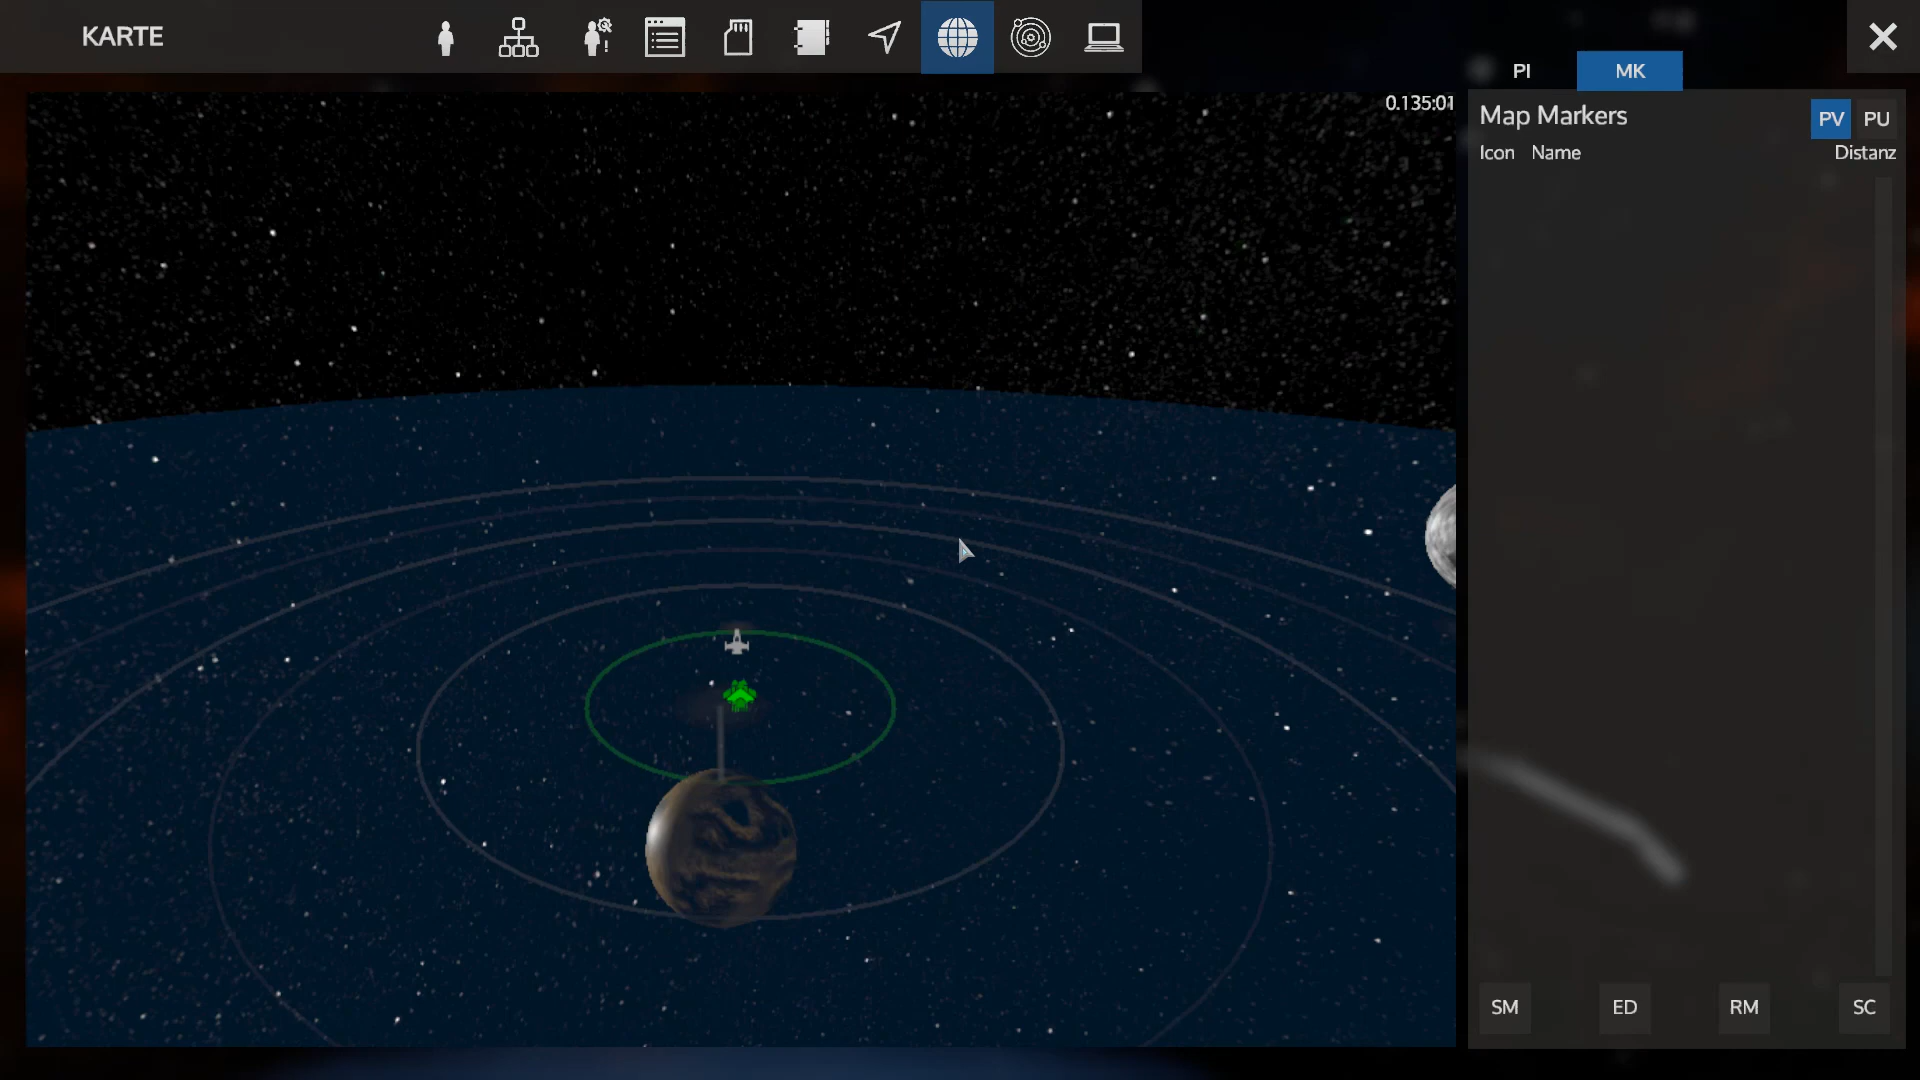 KARTE
PI
MK
0.135:01
Map Markers
PV
PU
Icon Name Distanz
SM
ED
RM
SC